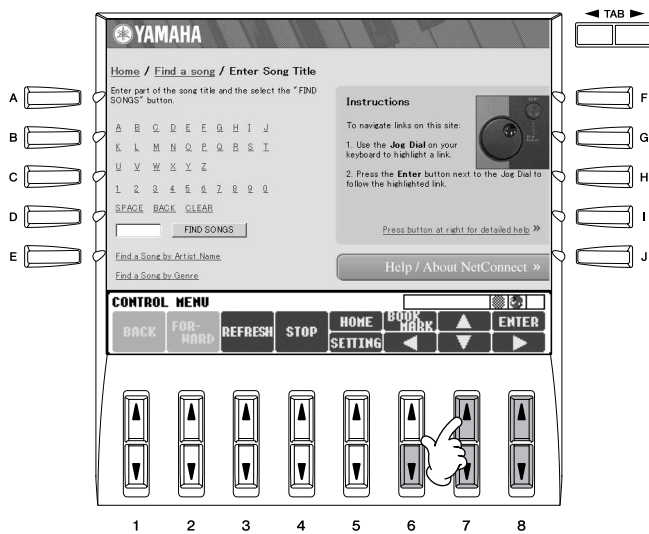 ◄ TAB ►
YAMAHA
Home / Find a song / Enter Song Title
Enter part of the song title and the select the "FIND
SONGS" button.
A B C D E F G H I J
K L M N O P Q R S T
U V W X Y Z
1 2 3 4 5 6 7 8 9 0
SPACE BACK CLEAR
FIND SONGS
Find a Song by Artist Name
Find a Song by Genre
Instructions
To navigate links on this site:
1. Use the Jog Dial on your
keyboard to highlight a link.
2. Press the Enter button next to the Jog Dial to
follow the highlighted link.
Press button at right for detailed help »
Help / About NetConnect »
A
B
C
D
E
F
G
H
I
J
CONTROL MENU
BACK
FOR-
WARD
REFRESH
STOP
HOME
SETTING
BOOK
MARK
ENTER
1 2 3 4 5 6 7 8